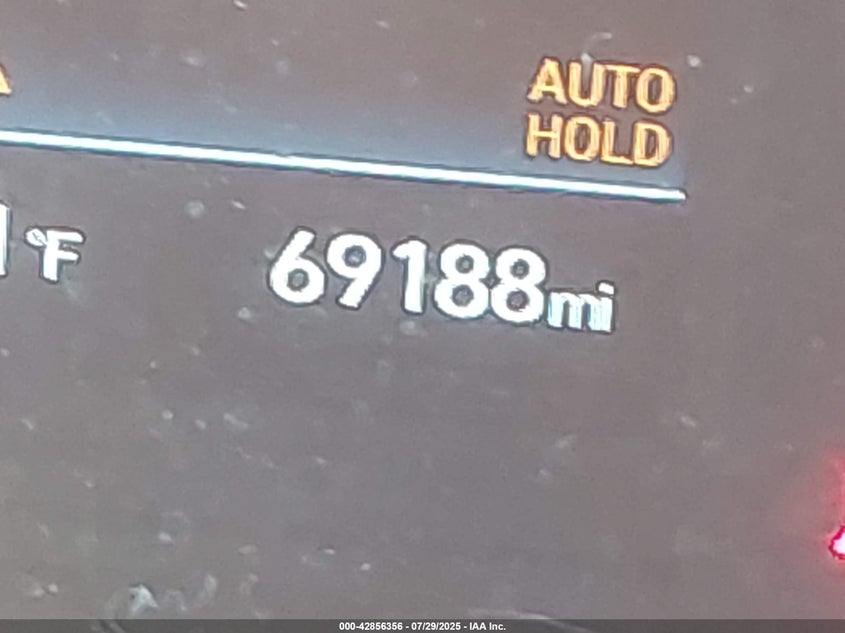 AUTO
HOLD
°F
69188mi
000-42856356 - 07/29/2025 - IAA Inc.